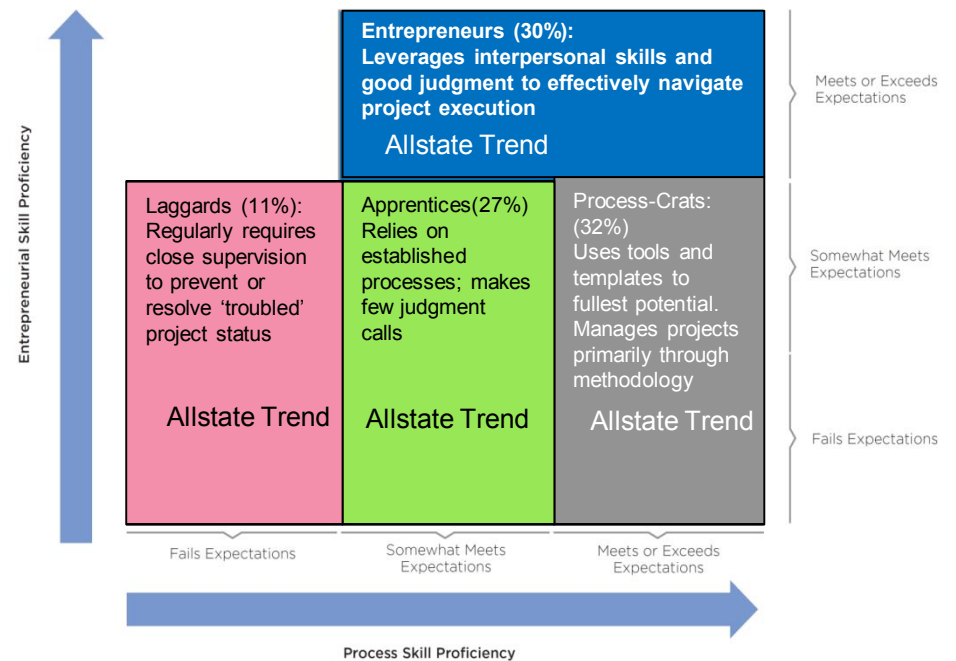 Entrepreneurs (30%):
Leverages interpersonal skills and
good judgment to effectively navigate
project execution
Allstate Trend
Meets or Exceeds
Expectations
Entrepreneurial Skill Proficiency
Laggards (11%):
Regularly requires
close supervision
to prevent or
resolve ‘troubled’
project status
Allstate Trend
Apprentices(27%)
Relies on
established
processes; makes
few judgment
calls
Allstate Trend
Process-Crats:
(32%)
Uses tools and
templates to
fullest potential.
Manages projects
primarily through
methodology
Allstate Trend
Somewhat Meets
Expectations
Fails Expectations
Fails Expectations
Somewhat Meets
Expectations
Meets or Exceeds
Expectations
Process Skill Proficiency